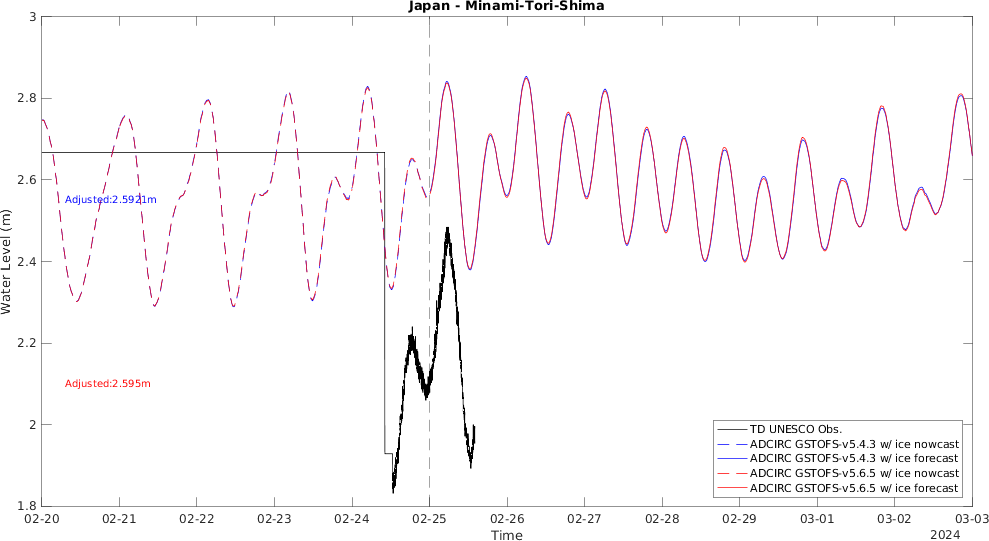 Japan - Minami-Tori-Shima
3
2.8
2.6
2.4
2.2
2
1.8
Water Level (m)
Adjusted:2.5921m
Adjusted:2.595m
TD UNESCO Obs.
ADCIRC GSTOFS-v5.4.3 w/ ice nowcast
ADCIRC GSTOFS-v5.4.3 w/ ice forecast
ADCIRC GSTOFS-v5.6.5 w/ ice nowcast
ADCIRC GSTOFS-v5.6.5 w/ ice forecast
02-20 02-21 02-22 02-23 02-24 02-25 02-26 02-27 02-28 02-29 03-01 03-02 03-03
Time
2024